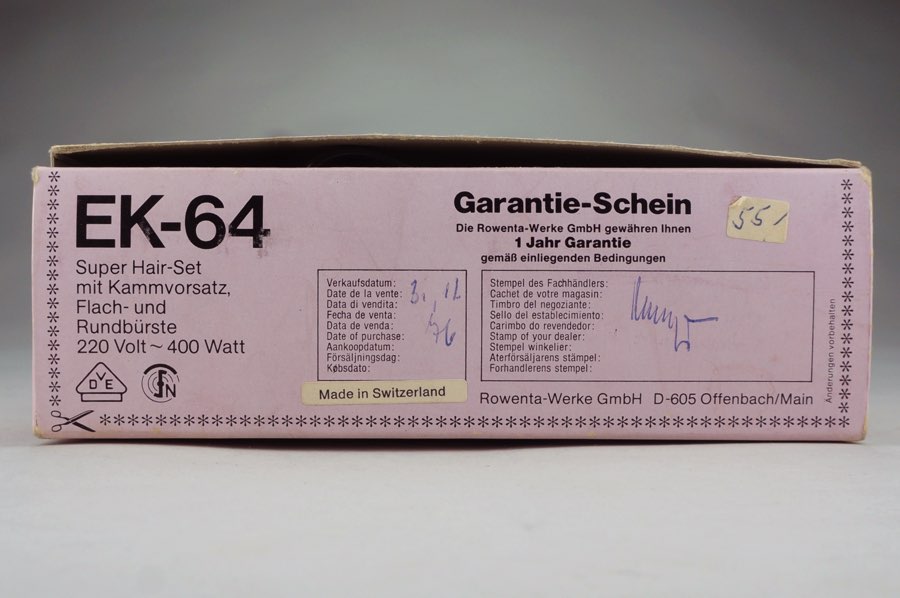 EK-64
Super Hair-Set
mit Kammvorsatz,
Flach- und
Rundbürste
220 Volt ~ 400 Watt
VDE
Garantie-Schein
Die Rowenta-Werke GmbH gewähren Ihnen
1 Jahr Garantie
gemäß einliegenden Bedingungen
55,-
Verkaufsdatum:
Date de la vente:
Data di vendita:
Fecha de venta:
Data de venda:
Date of purchase:
Aankoopdatum:
Försäljningsdag:
Købsdato:
3. 12
76
Made in Switzerland
Stempel des Fachhändlers:
Cachet de votre magasin:
Timbro del negoziante:
Sello del establecimiento:
Carimbo do revendedor:
Stamp of your dealer:
Stempel winkelier:
Återförsäljarens stämpel:
Forhandlerens stempel:
Rowenta-Werke GmbH D-605 Offenbach/Main
Änderungen vorbehalten